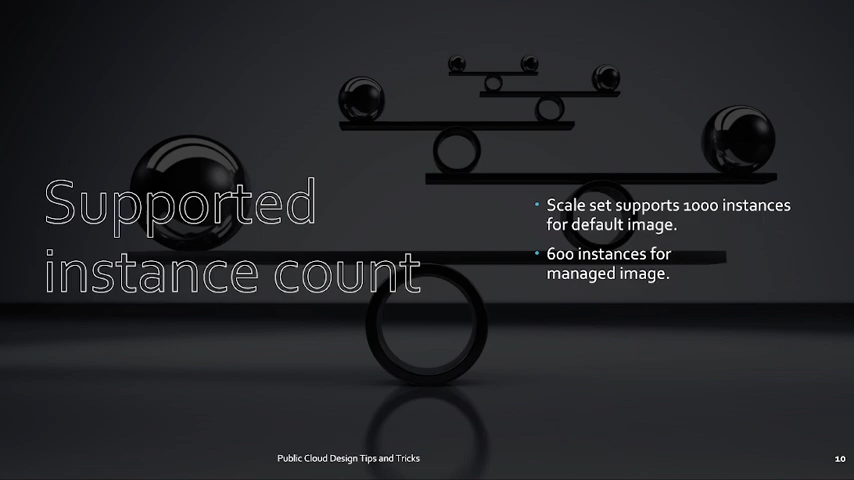 Supported
instance count
• Scale set supports 1000 instances
for default image.
• 600 instances for
managed image.
Public Cloud Design Tips and Tricks
10